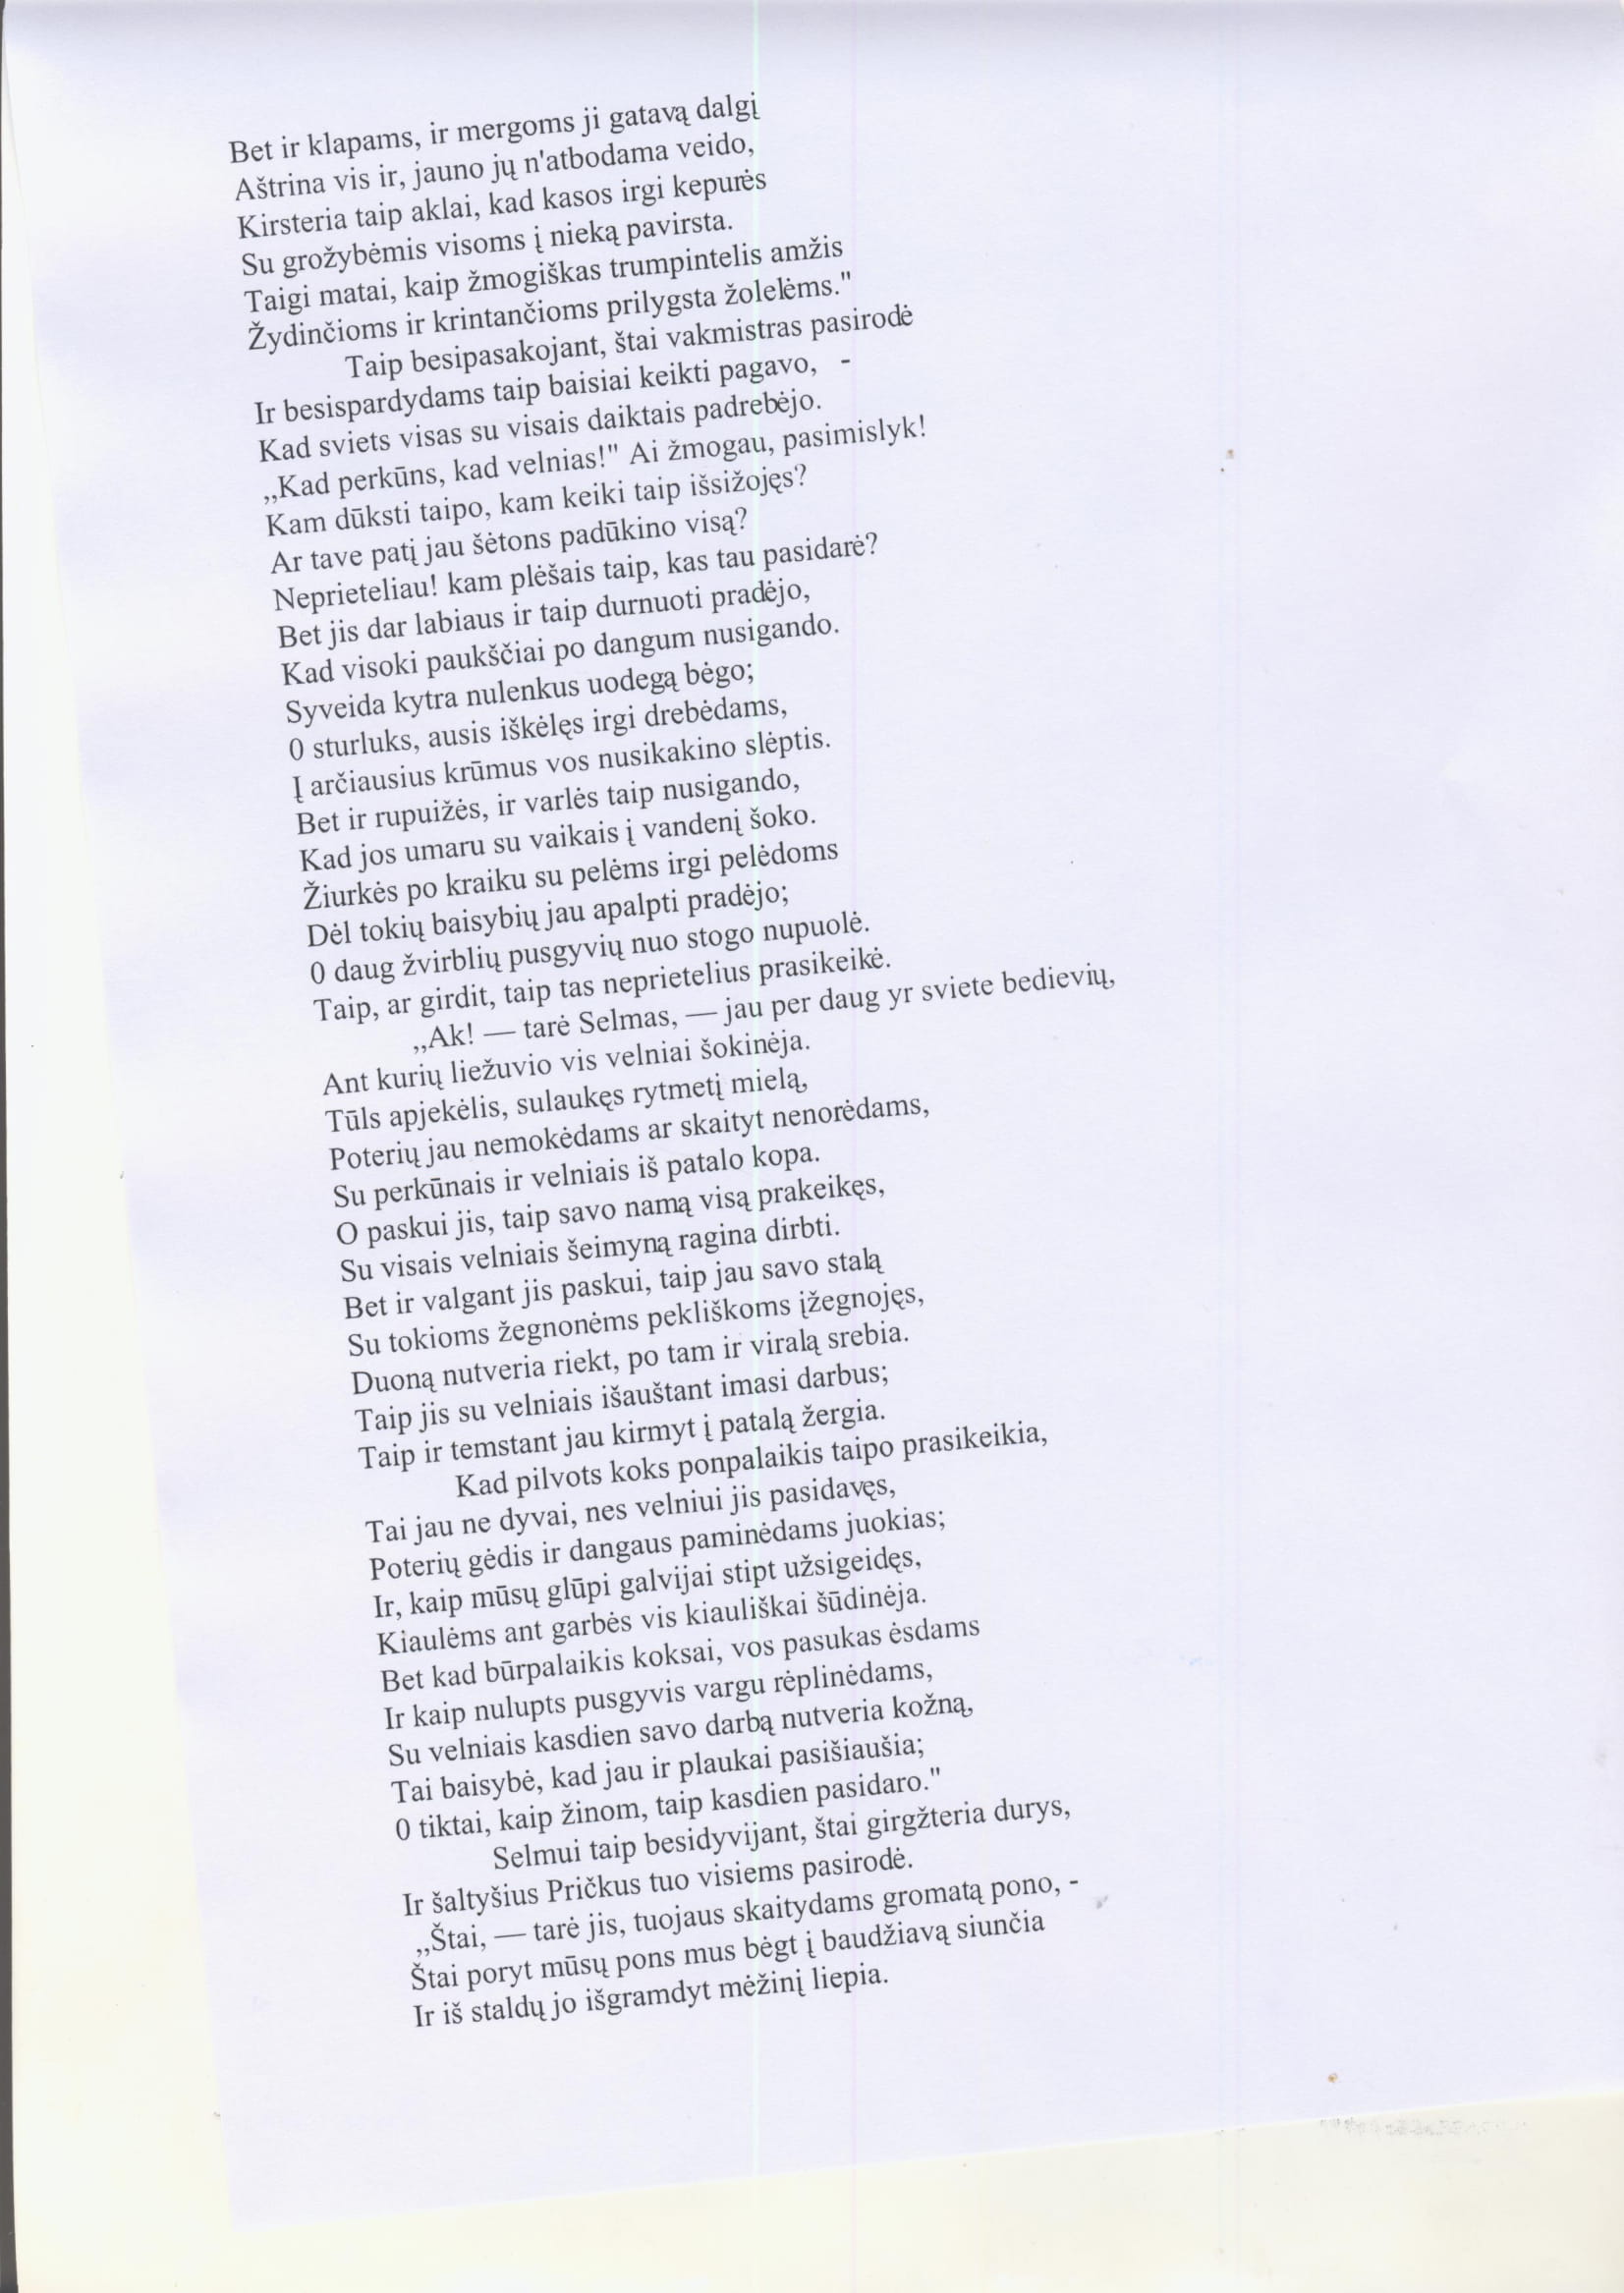 Bet ir klapams, ir mergoms ji gatavą dalgį
Aštrina vis ir, jauno jų n'atbodama veido,
Kirsteria taip aklai, kad kasos irgi kepurės
Su grožybėmis visoms į nieką pavirsta.
Taigi matai, kaip žmogiškas trumpintelis amžis
Žydinčioms ir krintančioms prilygsta žolelėms."
Taip besipasakojant, štai vakmistras pasirodė
Ir besispardydams taip baisiai keikti pagavo, -
Kad sviets visas su visais daiktais padrebėjo.
„Kad perkūns, kad velnias!" Ai žmogau, pasimislyk!
Kam dūksti taipo, kam keiki taip išsižojęs?
Ar tave patį jau šėtons padūkino visą?
Neprieteliau! kam plėšais taip, kas tau pasidarė?
Bet jis dar labiaus ir taip durnuoti pradėjo,
Kad visoki paukščiai po dangum nusigando.
Syveida kytra nulenkus uodegą bėgo;
0 sturluks, ausis iškėlęs irgi drebėdams,
Į arčiausius krūmus vos nusikakino slėptis.
Bet ir rupuižės, ir varlės taip nusigando,
Kad jos umaru su vaikais į vandenį šoko.
Žiurkės po kraiku su pelėms irgi pelėdoms
Dėl tokių baisybių jau apalpti pradėjo;
0 daug žvirblių pusgyvių nuo stogo nupuolė.
Taip, ar girdit, taip tas neprietelius prasikeikė.
„Ak! — tarė Selmas, — jau per daug yr sviete bedievių,
Ant kurių liežuvio vis velniai šokinėja.
Tūls apjekėlis, sulaukęs rytmetį mielą,
Poterių jau nemokėdams ar skaityt nenorėdams,
Su perkūnais ir velniais iš patalo kopa.
O paskui jis, taip savo namą visą prakeikęs,
Su visais velniais šeimyną ragina dirbti.
Bet ir valgant jis paskui, taip jau savo stalą
Su tokioms žegnonėms pekliškoms įžegnojęs,
Duoną nutveria riekt, po tam ir viralą srebia.
Taip jis su velniais išauštant imasi darbus;
Taip ir temstant jau kirmyt į patalą žergia.
Kad pilvots koks ponpalaikis taipo prasikeikia,
Tai jau ne dyvai, nes velniui jis pasidavęs,
Poterių gėdis ir dangaus paminėdams juokias;
Ir, kaip mūsų glūpi galvijai stipt užsigeidęs,
Kiaulėms ant garbės vis kiauliškai šūdinėja.
Bet kad būrpalaikis koksai, vos pasukas ėsdams
Ir kaip nulupts pusgyvis vargu rėplinėdams,
Su velniais kasdien savo darbą nutveria kožną,
Tai baisybė, kad jau ir plaukai pasišiaušia;
0 tiktai, kaip žinom, taip kasdien pasidaro."
Selmui taip besidyvijant, štai girgžteria durys,
Ir šaltyšius Pričkus tuo visiems pasirodė.
„Štai, — tarė jis, tuojaus skaitydams gromatą pono, -
Štai poryt mūsų pons mus bėgt į baudžiavą siunčia
Ir iš staldų jo išgramdyt mėžinį liepia.